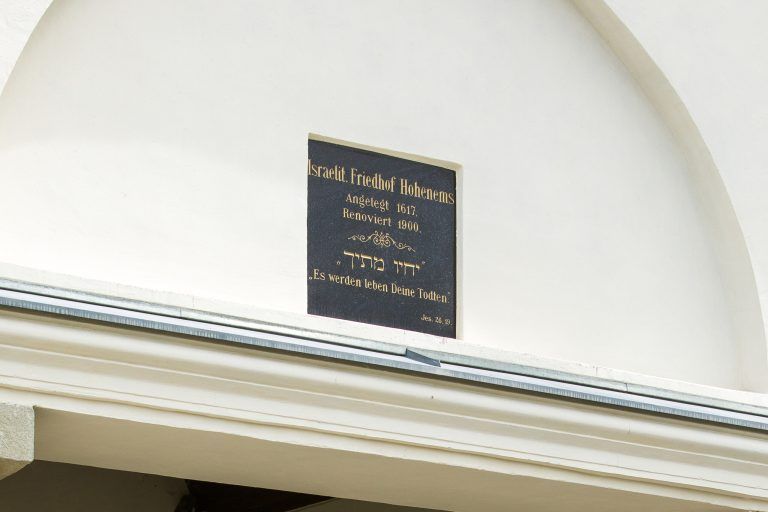 Israelit. Friedhof Hohenems
Angelegt 1617.
Renoviert 1900.
„יחיו מתיך”
„Es werden leben Deine Todten.”
Jes. 26. 19.